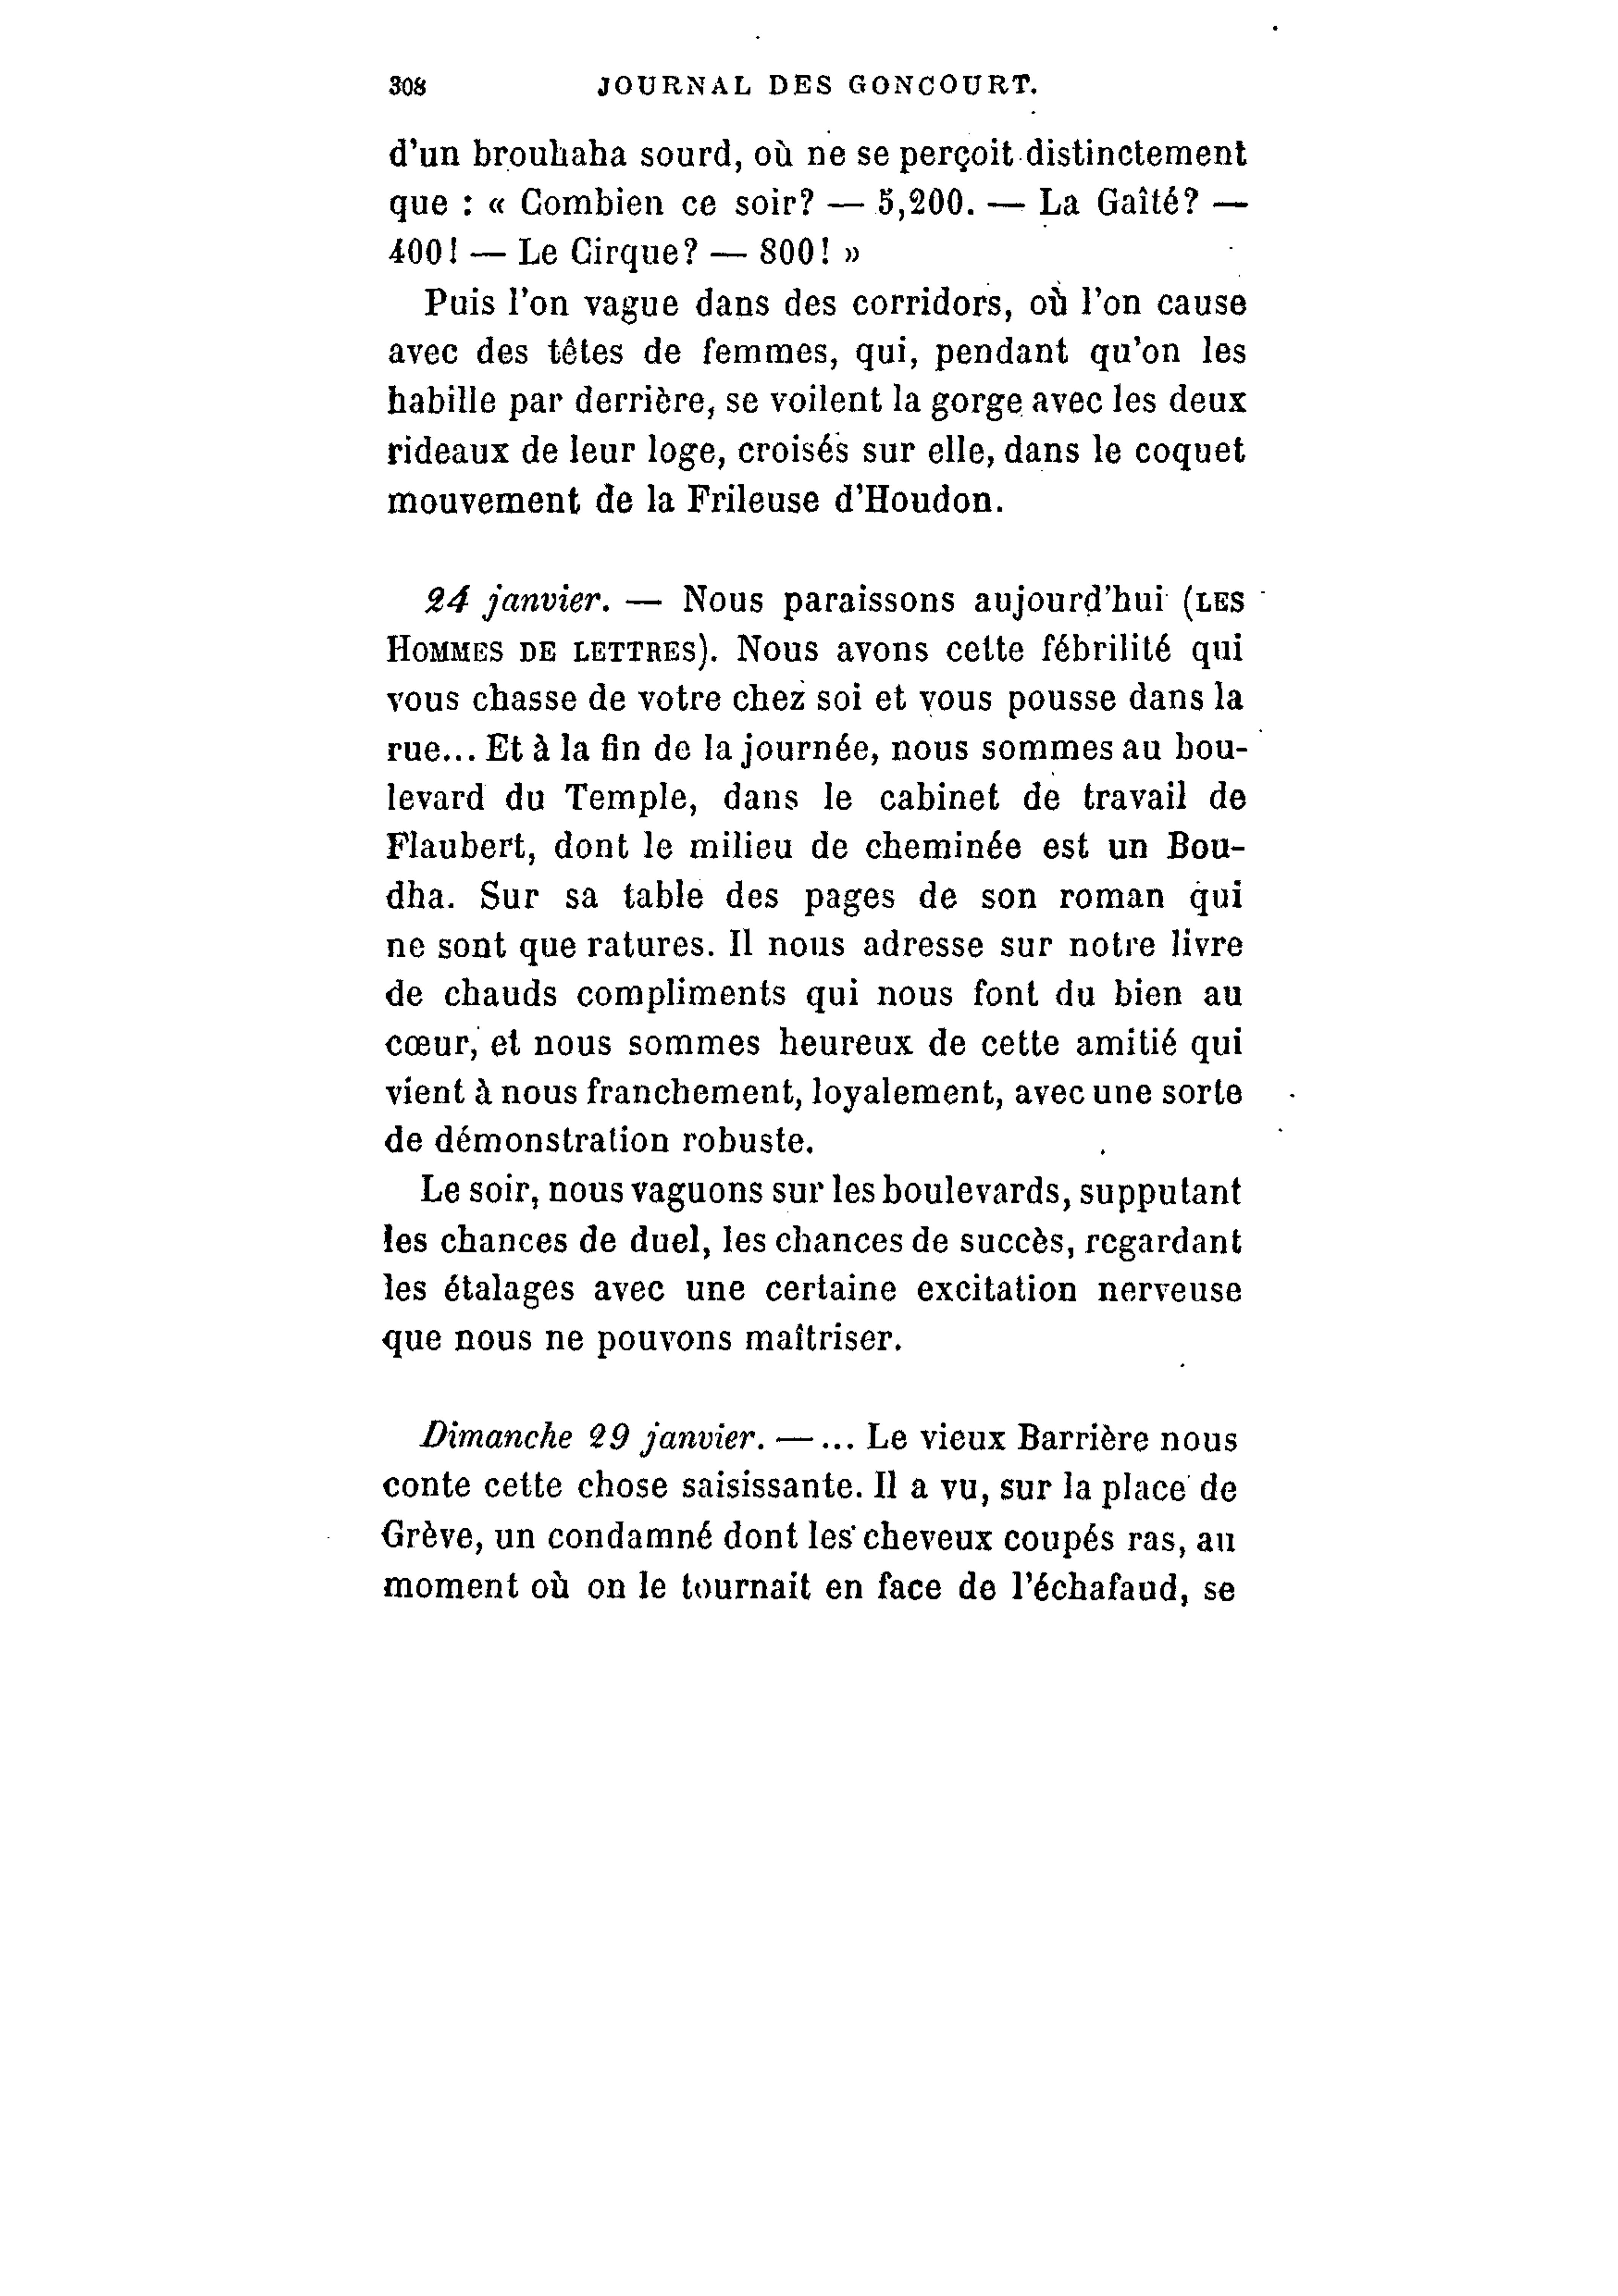 308 JOURNAL DES GONCOURT.
d'un brouhaha sourd, où ne se perçoit distinctement
que : « Combien ce soir? — 5,200. — La Gaîté? —
400! — Le Cirque? — 800! »
Puis l'on vague dans des corridors, où l'on cause
avec des têtes de femmes, qui, pendant qu'on les
habille par derrière, se voilent la gorge avec les deux
rideaux de leur loge, croisés sur elle, dans le coquet
mouvement de la Frileuse d'Houdon.
24 janvier. — Nous paraissons aujourd'hui (LES
HOMMES DE LETTRES). Nous avons cette fébrilité qui
vous chasse de votre chez soi et vous pousse dans la
rue... Et à la fin de la journée, nous sommes au bou-
levard du Temple, dans le cabinet de travail de
Flaubert, dont le milieu de cheminée est un Bou-
dha. Sur sa table des pages de son roman qui
ne sont que ratures. Il nous adresse sur notre livre
de chauds compliments qui nous font du bien au
cœur, et nous sommes heureux de cette amitié qui
vient à nous franchement, loyalement, avec une sorte
de démonstration robuste.
Le soir, nous vaguons sur les boulevards, supputant
les chances de duel, les chances de succès, regardant
les étalages avec une certaine excitation nerveuse
que nous ne pouvons maîtriser.
Dimanche 29 janvier. — ... Le vieux Barrière nous
conte cette chose saisissante. Il a vu, sur la place de
Grève, un condamné dont les cheveux coupés ras, au
moment où on le tournait en face de l'échafaud, se